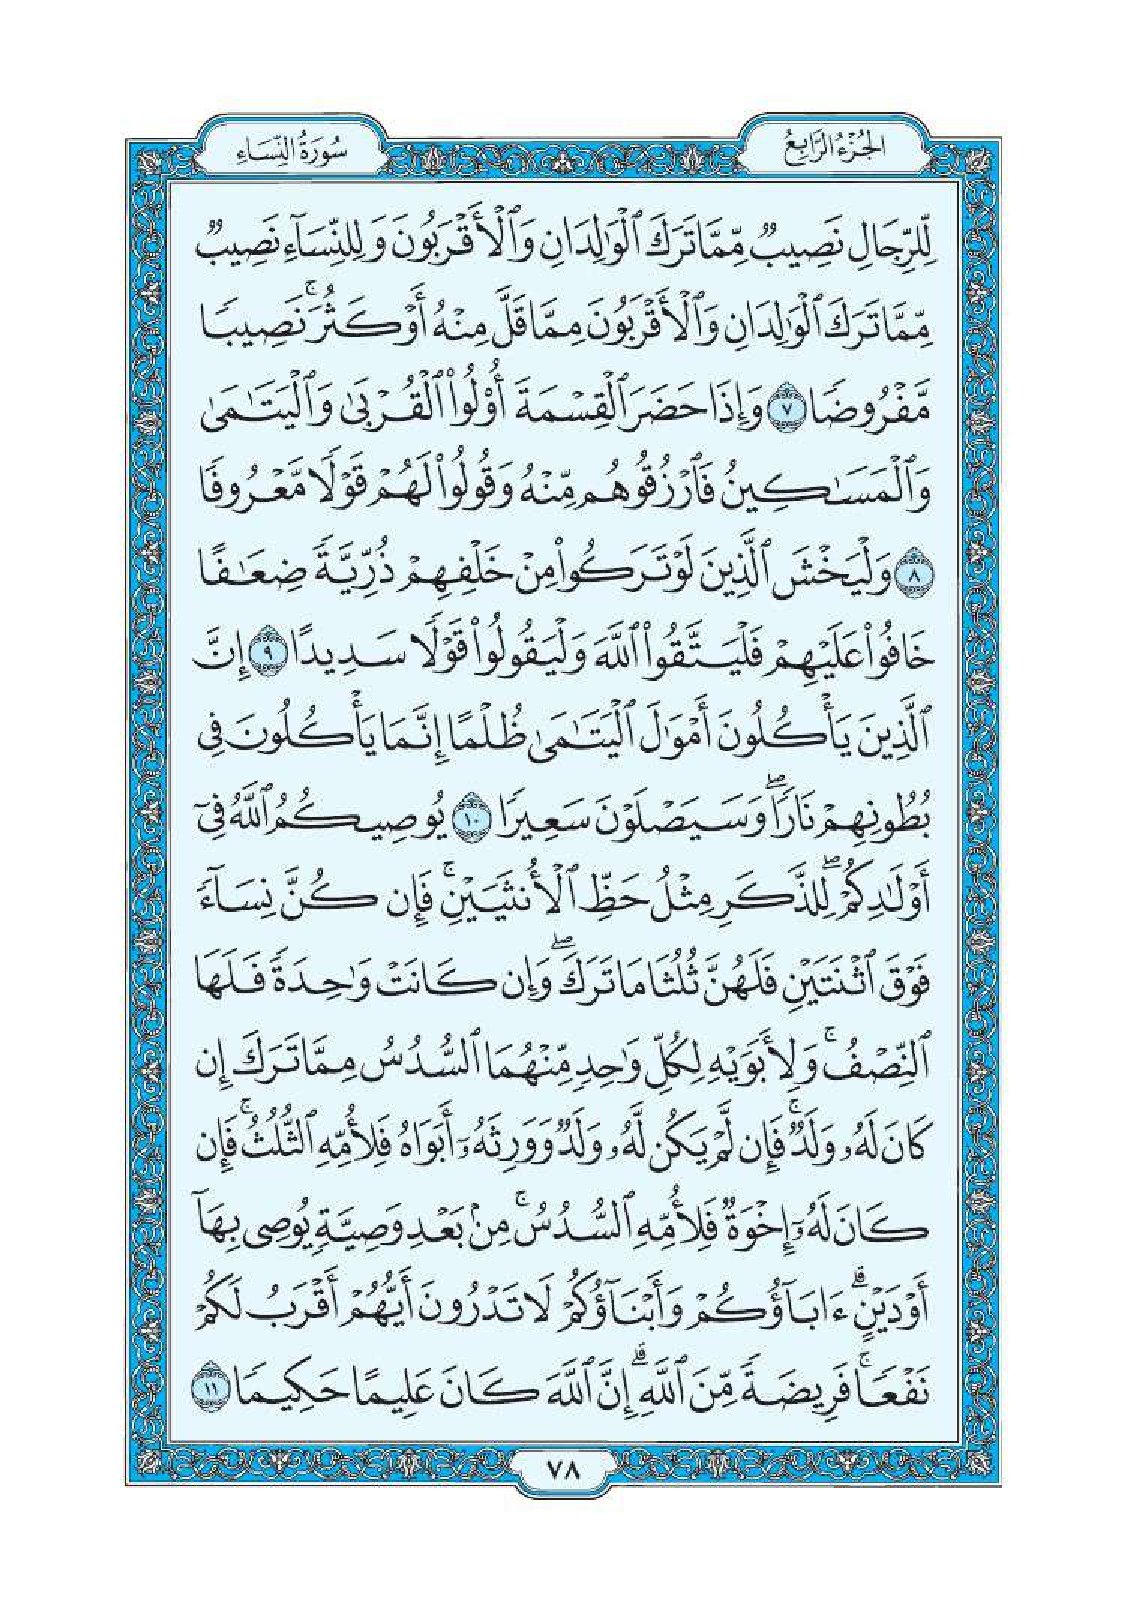 الجُزْءُ الرَّابِعُ
سُورَةُ النِّسَاءِ
لِّلرِّجَالِ نَصِيبٌ مِّمَّا تَرَكَ ٱلْوَٰلِدَانِ وَٱلْأَقْرَبُونَ وَلِلنِّسَآءِ نَصِيبٌ
مِّمَّا تَرَكَ ٱلْوَٰلِدَانِ وَٱلْأَقْرَبُونَ مِمَّا قَلَّ مِنْهُ أَوْ كَثُرَ ۚ نَصِيبًا
مَّفْرُوضًا ٧ وَإِذَا حَضَرَ ٱلْقِسْمَةَ أُو۟لُوا۟ ٱلْقُرْبَىٰ وَٱلْيَتَٰمَىٰ
وَٱلْمَسَٰكِينُ فَٱرْزُقُوهُم مِّنْهُ وَقُولُوا۟ لَهُمْ قَوْلًا مَّعْرُوفًا
٨ وَلْيَخْشَ ٱلَّذِينَ لَوْ تَرَكُوا۟ مِنْ خَلْفِهِمْ ذُرِّيَّةً ضِعَٰفًا
خَافُوا۟ عَلَيْهِمْ فَلْيَتَّقُوا۟ ٱللَّهَ وَلْيَقُولُوا۟ قَوْلًا سَدِيدًا ٩ إِنَّ
ٱلَّذِينَ يَأْكُلُونَ أَمْوَٰلَ ٱلْيَتَٰمَىٰ ظُلْمًا إِنَّمَا يَأْكُلُونَ فِى
بُطُونِهِمْ نَارًا ۖ وَسَيَصْلَوْنَ سَعِيرًا ١٠ يُوصِيكُمُ ٱللَّهُ فِىٓ
أَوْلَٰدِكُمْ ۖ لِلذَّكَرِ مِثْلُ حَظِّ ٱلْأُنثَيَيْنِ ۚ فَإِن كُنَّ نِسَآءً
فَوْقَ ٱثْنَتَيْنِ فَلَهُنَّ ثُلُثَا مَا تَرَكَ ۖ وَإِن كَانَتْ وَٰحِدَةً فَلَهَا
ٱلنِّصْفُ ۚ وَلِأَبَوَيْهِ لِكُلِّ وَٰحِدٍ مِّنْهُمَا ٱلسُّدُسُ مِمَّا تَرَكَ إِن
كَانَ لَهُۥ وَلَدٌ ۚ فَإِن لَّمْ يَكُن لَّهُۥ وَلَدٌ وَوَرِثَهُۥٓ أَبَوَاهُ فَلِأُمِّهِ ٱلثُّلُثُ ۚ فَإِن
كَانَ لَهُۥٓ إِخْوَةٌ فَلِأُمِّهِ ٱلسُّدُسُ ۚ مِنۢ بَعْدِ وَصِيَّةٍ يُوصِى بِهَآ
أَوْ دَيْنٍ ۗ ءَابَآؤُكُمْ وَأَبْنَآؤُكُمْ لَا تَدْرُونَ أَيُّهُمْ أَقْرَبُ لَكُمْ
نَفْعًا ۚ فَرِيضَةً مِّنَ ٱللَّهِ ۗ إِنَّ ٱللَّهَ كَانَ عَلِيمًا حَكِيمًا ١١
٧٨